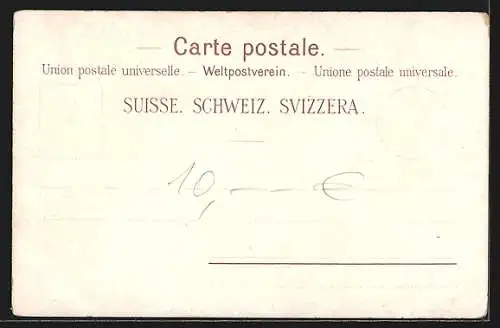 — Carte postale. —
Union postale universelle. — Weltpostverein. — Unione postale universale.
SUISSE. SCHWEIZ. SVIZZERA.
10,— — €